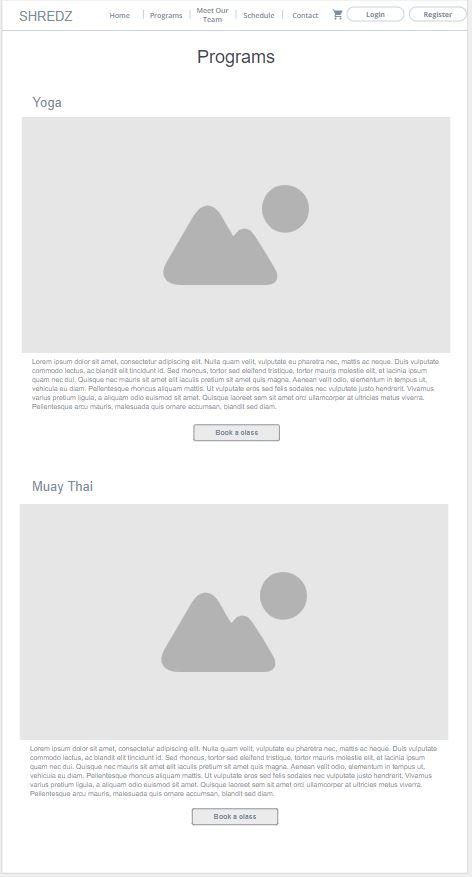 SHREDZ
Home
Programs
Meet Our
Team
Schedule
Contact
Login
Register
Programs
Yoga
Lorem ipsum dolor sit amet, consectetur adipiscing elit. Nulla quam velit, vulputate eu pharetra nec, mattis ac neque. Duis vulputate
commodo lectus, ac blandit elit tincidunt id. Sed rhoncus, tortor sed eleifend tristique, tortor mauris molestie elit, et lacinia ipsum
quam nec dui. Quisque nec mauris sit amet elit iaculis pretium sit amet quis magna. Aenean velit odio, elementum in tempus ut,
vehicula eu diam. Pellentesque rhoncus aliquam mattis. Ut vulputate eros sed felis sodales nec vulputate justo hendrerit. Vivamus
varius pretium ligula, a aliquam odio euismod sit amet. Quisque laoreet sem sit amet orci ullamcorper at ultricies metus viverra.
Pellentesque arcu mauris, malesuada quis ornare accumsan, blandit sed diam.
Book a class
Muay Thai
Lorem ipsum dolor sit amet, consectetur adipiscing elit. Nulla quam velit, vulputate eu pharetra nec, mattis ac neque. Duis vulputate
commodo lectus, ac blandit elit tincidunt id. Sed rhoncus, tortor sed eleifend tristique, tortor mauris molestie elit, et lacinia ipsum
quam nec dui. Quisque nec mauris sit amet elit iaculis pretium sit amet quis magna. Aenean velit odio, elementum in tempus ut,
vehicula eu diam. Pellentesque rhoncus aliquam mattis. Ut vulputate eros sed felis sodales nec vulputate justo hendrerit. Vivamus
varius pretium ligula, a aliquam odio euismod sit amet. Quisque laoreet sem sit amet orci ullamcorper at ultricies metus viverra.
Pellentesque arcu mauris, malesuada quis ornare accumsan, blandit sed diam.
Book a class